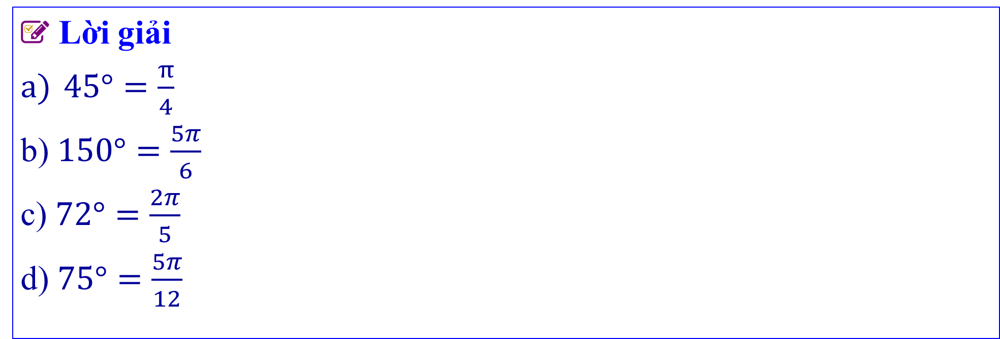 Lời giải
a) 45° = π/4
b) 150° = 5π/6
c) 72° = 2π/5
d) 75° = 5π/12